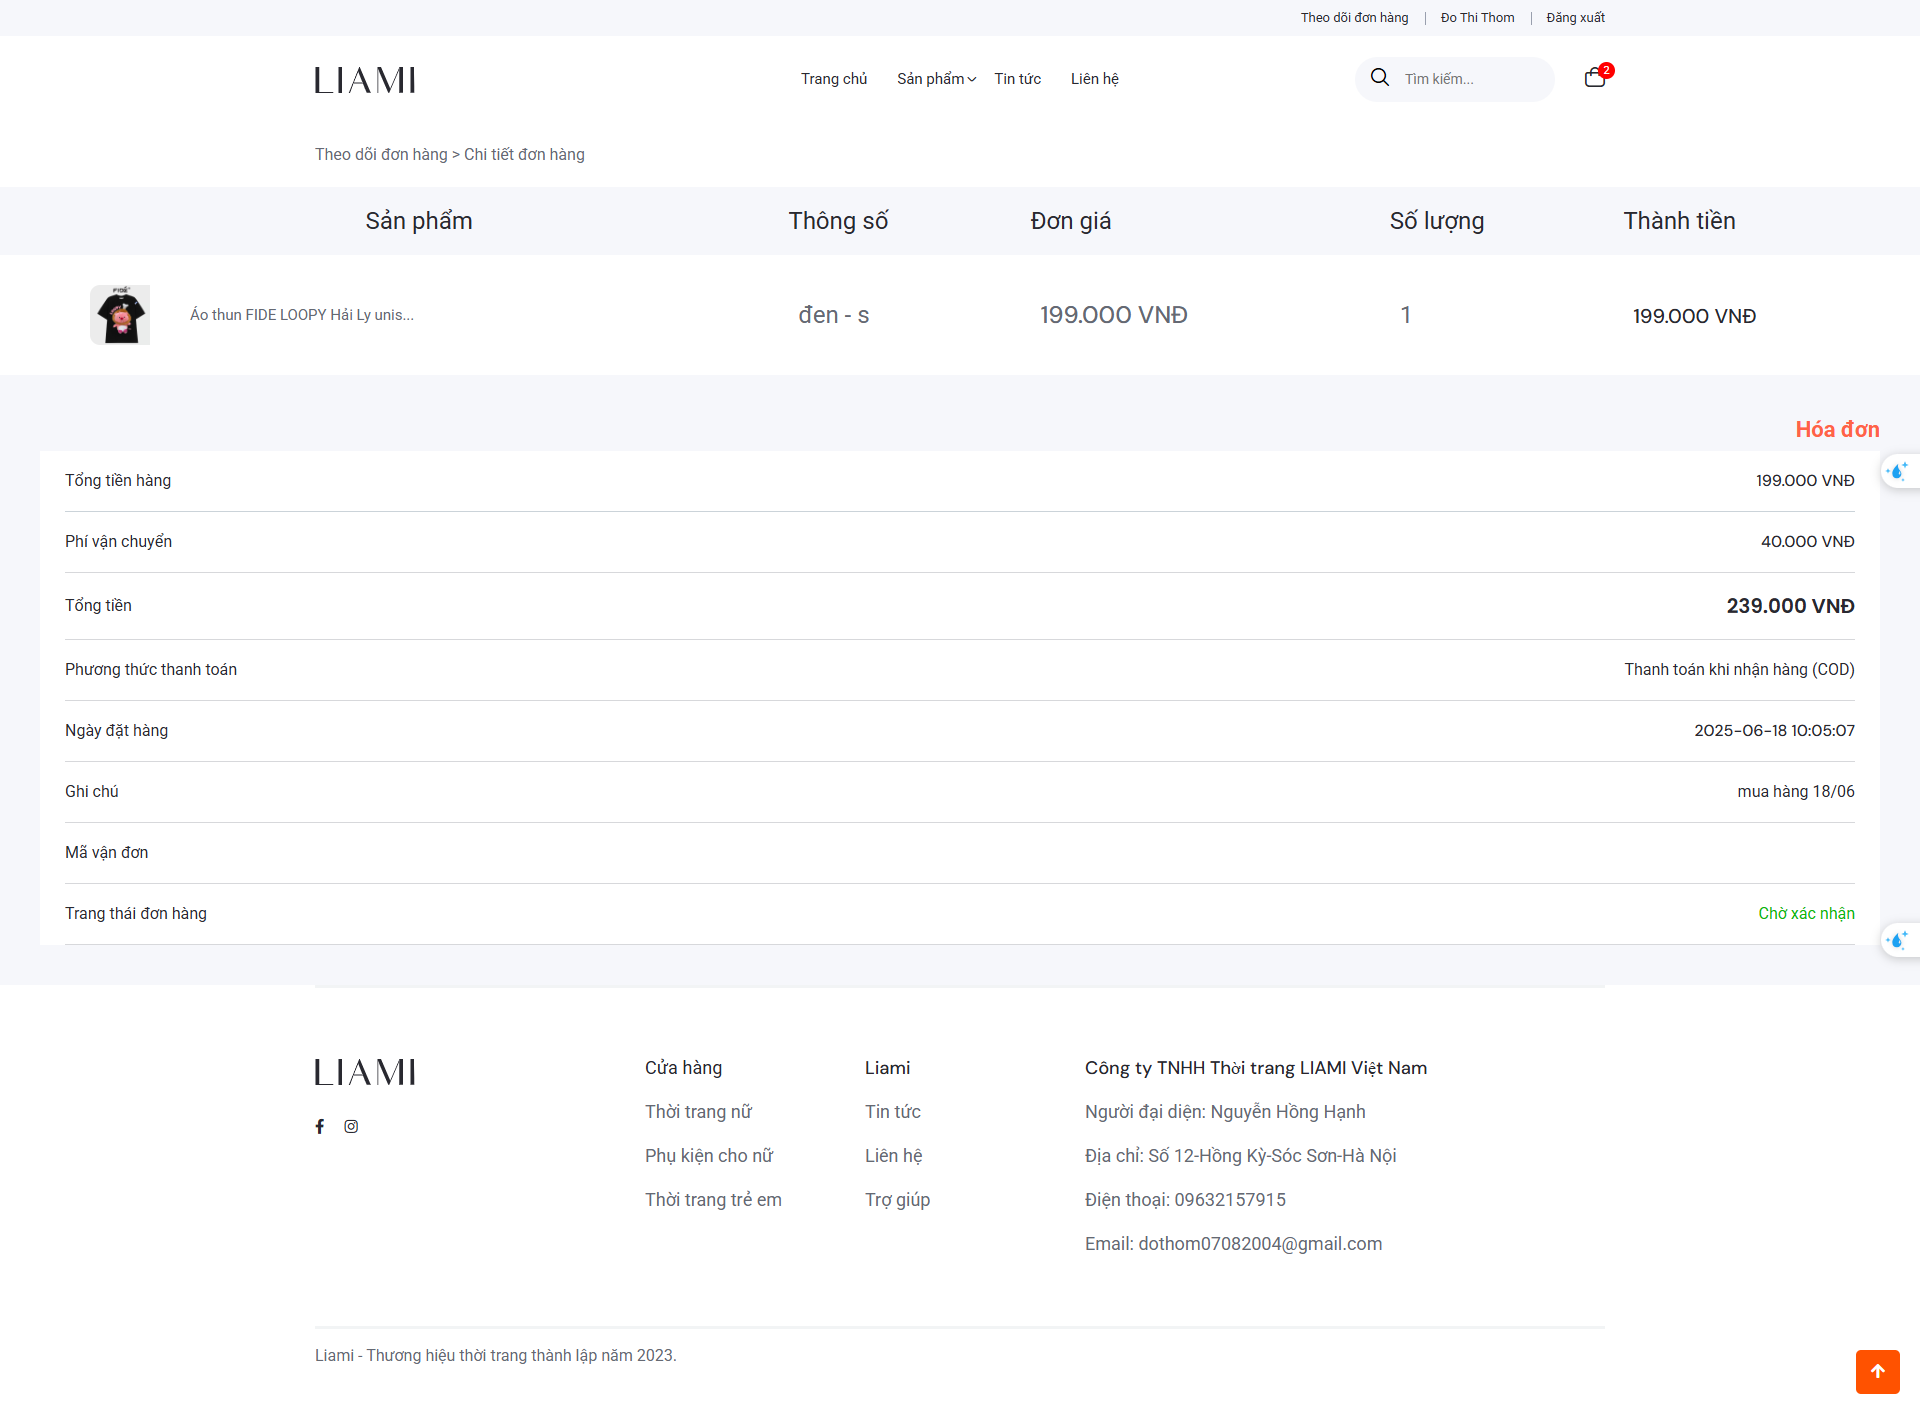 Theo dõi đơn hàng | Đo Thi Thom | Đăng xuất
LIAMI
Trang chủ Sản phẩm Tin tức Liên hệ
Tìm kiếm...
2
Theo dõi đơn hàng > Chi tiết đơn hàng
Sản phẩm Thông số Đơn giá Số lượng Thành tiền
FIDE
Áo thun FIDE LOOPY Hải Ly unis... đen - s 199.000 VNĐ 1 199.000 VNĐ
Hóa đơn
Tổng tiền hàng 199.000 VNĐ
Phí vận chuyển 40.000 VNĐ
Tổng tiền 239.000 VNĐ
Phương thức thanh toán Thanh toán khi nhận hàng (COD)
Ngày đặt hàng 2025-06-18 10:05:07
Ghi chú mua hàng 18/06
Mã vận đơn
Trang thái đơn hàng Chờ xác nhận
LIAMI
Cửa hàng
Thời trang nữ
Phụ kiện cho nữ
Thời trang trẻ em
Liami
Tin tức
Liên hệ
Trợ giúp
Công ty TNHH Thời trang LIAMI Việt Nam
Người đại diện: Nguyễn Hồng Hạnh
Địa chỉ: Số 12-Hồng Kỳ-Sóc Sơn-Hà Nội
Điện thoại: 09632157915
Email: dothom07082004@gmail.com
Liami - Thương hiệu thời trang thành lập năm 2023.